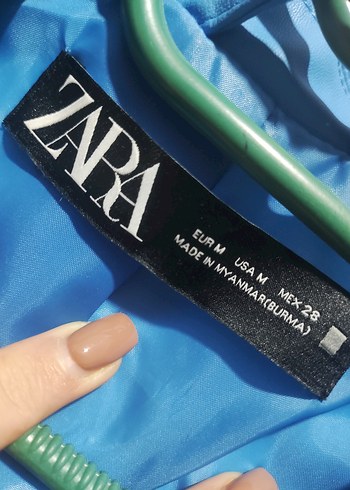 ZARA
EUR M USA M MEX 28
MADE IN MYANMAR(BURMA)